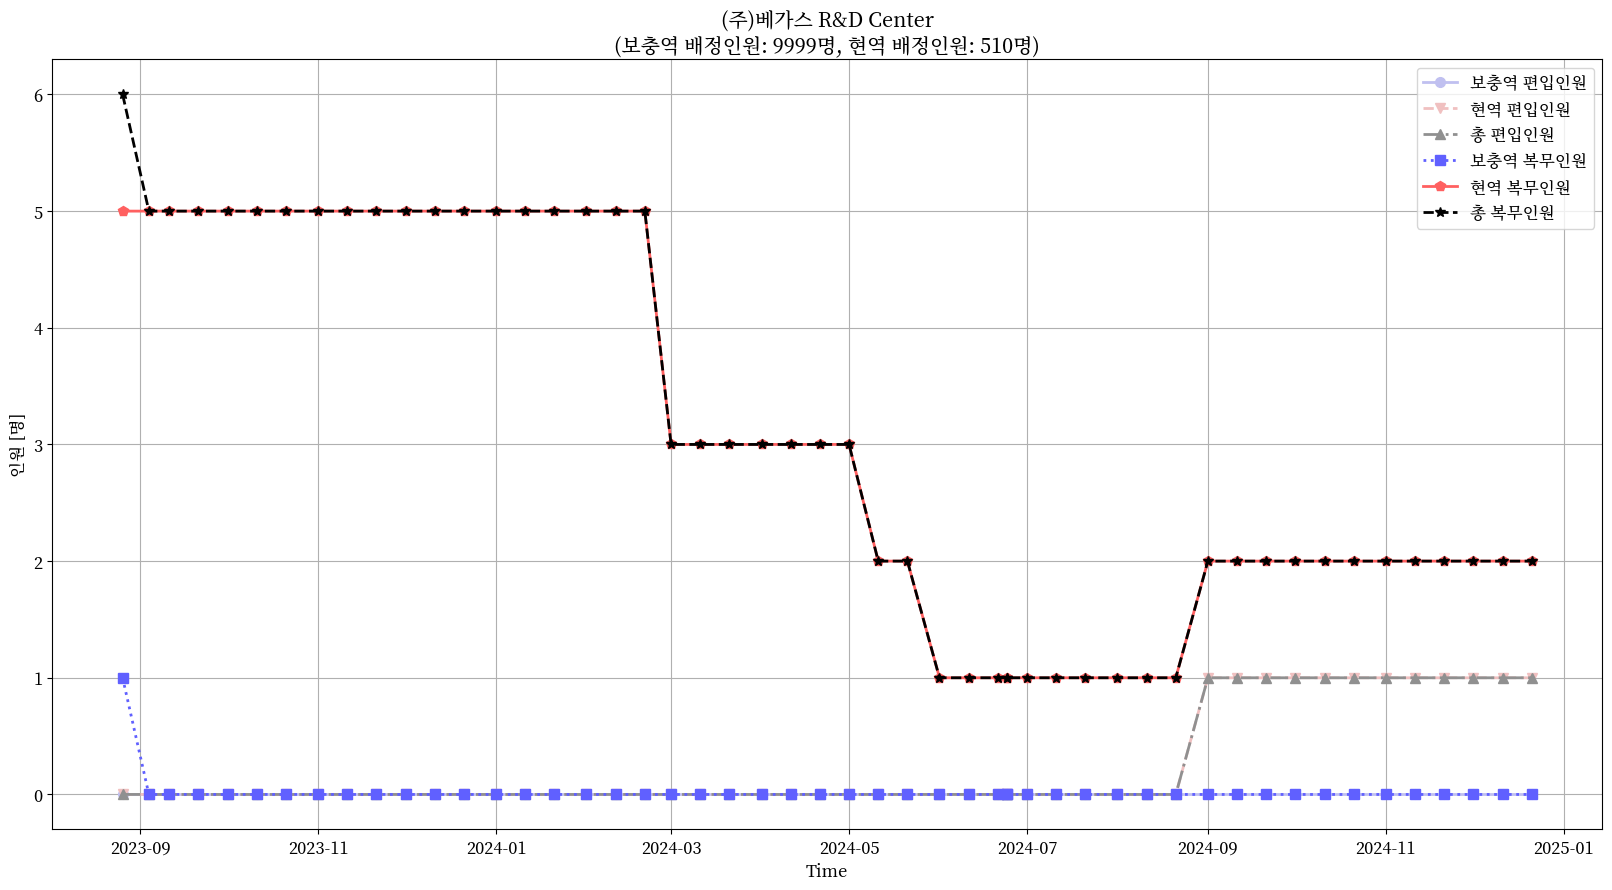 (주)베가스 R&D Center
(보충역 배정인원: 9999명, 현역 배정인원: 510명)
보충역 편입인원
현역 편입인원
총 편입인원
보충역 복무인원
현역 복무인원
총 복무인원
인원 [명]
6
5
4
3
2
1
0
2023-09
2023-11
2024-01
2024-03
2024-05
2024-07
2024-09
2024-11
2025-01
Time